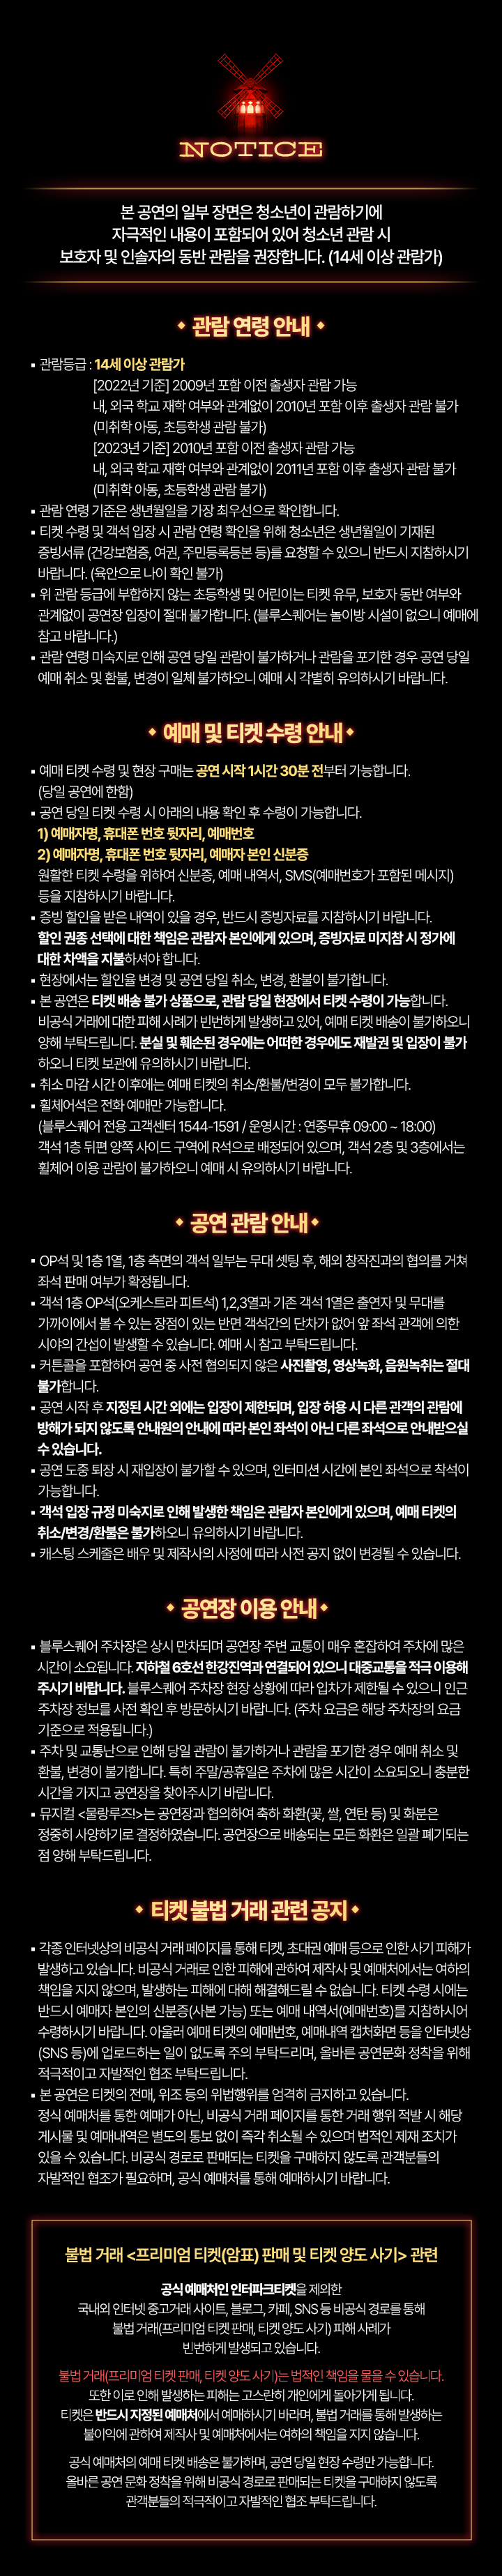 NOTICE
본 공연의 일부 장면은 청소년이 관람하기에
자극적인 내용이 포함되어 있어 청소년 관람 시
보호자 및 인솔자의 동반 관람을 권장합니다. (14세 이상 관람가)
관람 연령 안내
▪ 관람등급 : 14세 이상 관람가
[2022년 기준] 2009년 포함 이전 출생자 관람 가능
내, 외국 학교 재학 여부와 관계없이 2010년 포함 이후 출생자 관람 불가
(미취학 아동, 초등학생 관람 불가)
[2023년 기준] 2010년 포함 이전 출생자 관람 가능
내, 외국 학교 재학 여부와 관계없이 2011년 포함 이후 출생자 관람 불가
(미취학 아동, 초등학생 관람 불가)
▪ 관람 연령 기준은 생년월일을 가장 최우선으로 확인합니다.
▪ 티켓 수령 및 객석 입장 시 관람 연령 확인을 위해 청소년은 생년월일이 기재된
증빙서류 (건강보험증, 여권, 주민등록등본 등)를 요청할 수 있으니 반드시 지참하시기
바랍니다. (육안으로 나이 확인 불가)
▪ 위 관람 등급에 부합하지 않는 초등학생 및 어린이는 티켓 유무, 보호자 동반 여부와
관계없이 공연장 입장이 절대 불가합니다. (블루스퀘어는 놀이방 시설이 없으니 예매에
참고 바랍니다.)
▪ 관람 연령 미숙지로 인해 공연 당일 관람이 불가하거나 관람을 포기한 경우 공연 당일
예매 취소 및 환불, 변경이 일체 불가하오니 예매 시 각별히 유의하시기 바랍니다.
예매 및 티켓 수령 안내
▪ 예매 티켓 수령 및 현장 구매는 공연 시작 1시간 30분 전부터 가능합니다.
(당일 공연에 한함)
▪ 공연 당일 티켓 수령 시 아래의 내용 확인 후 수령이 가능합니다.
1) 예매자명, 휴대폰 번호 뒷자리, 예매번호
2) 예매자명, 휴대폰 번호 뒷자리, 예매자 본인 신분증
원활한 티켓 수령을 위하여 신분증, 예매 내역서, SMS(예매번호가 포함된 메시지)
등을 지참하시기 바랍니다.
▪ 증빙 할인을 받은 내역이 있을 경우, 반드시 증빙자료를 지참하시기 바랍니다.
할인 권종 선택에 대한 책임은 관람자 본인에게 있으며, 증빙자료 미지참 시 정가에
대한 차액을 지불하셔야 합니다.
▪ 현장에서는 할인율 변경 및 공연 당일 취소, 변경, 환불이 불가합니다.
▪ 본 공연은 티켓 배송 불가 상품으로, 관람 당일 현장에서 티켓 수령이 가능합니다.
비공식 거래에 대한 피해 사례가 빈번하게 발생하고 있어, 예매 티켓 배송이 불가하오니
양해 부탁드립니다. 분실 및 훼손된 경우에는 어떠한 경우에도 재발권 및 입장이 불가
하오니 티켓 보관에 유의하시기 바랍니다.
▪ 취소 마감 시간 이후에는 예매 티켓의 취소/환불/변경이 모두 불가합니다.
▪ 휠체어석은 전화 예매만 가능합니다.
(블루스퀘어 전용 고객센터 1544-1591 / 운영시간 : 연중무휴 09:00 ~ 18:00)
객석 1층 뒤편 양쪽 사이드 구역에 R석으로 배정되어 있으며, 객석 2층 및 3층에서는
휠체어 이용 관람이 불가하오니 예매 시 유의하시기 바랍니다.
공연 관람 안내
▪ OP석 및 1층 1열, 1층 측면의 객석 일부는 무대 셋팅 후, 해외 창작진과의 협의를 거쳐
좌석 판매 여부가 확정됩니다.
▪ 객석 1층 OP석(오케스트라 피트석) 1,2,3열과 기존 객석 1열은 출연자 및 무대를
가까이에서 볼 수 있는 장점이 있는 반면 객석간의 단차가 없어 앞 좌석 관객에 의한
시야의 간섭이 발생할 수 있습니다. 예매 시 참고 부탁드립니다.
▪ 커튼콜을 포함하여 공연 중 사전 협의되지 않은 사진촬영, 영상녹화, 음원녹취는 절대
불가합니다.
▪ 공연 시작 후 지정된 시간 외에는 입장이 제한되며, 입장 허용 시 다른 관객의 관람에
방해가 되지 않도록 안내원의 안내에 따라 본인 좌석이 아닌 다른 좌석으로 안내받으실
수 있습니다.
▪ 공연 도중 퇴장 시 재입장이 불가할 수 있으며, 인터미션 시간에 본인 좌석으로 착석이
가능합니다.
▪ 객석 입장 규정 미숙지로 인해 발생한 책임은 관람자 본인에게 있으며, 예매 티켓의
취소/변경/환불은 불가하오니 유의하시기 바랍니다.
▪ 캐스팅 스케줄은 배우 및 제작사의 사정에 따라 사전 공지 없이 변경될 수 있습니다.
공연장 이용 안내
▪ 블루스퀘어 주차장은 상시 만차되며 공연장 주변 교통이 매우 혼잡하여 주차에 많은
시간이 소요됩니다. 지하철 6호선 한강진역과 연결되어 있으니 대중교통을 적극 이용해
주시기 바랍니다. 블루스퀘어 주차장 현장 상황에 따라 입차가 제한될 수 있으니 인근
주차장 정보를 사전 확인 후 방문하시기 바랍니다. (주차 요금은 해당 주차장의 요금
기준으로 적용됩니다.)
▪ 주차 및 교통난으로 인해 당일 관람이 불가하거나 관람을 포기한 경우 예매 취소 및
환불, 변경이 불가합니다. 특히 주말/공휴일은 주차에 많은 시간이 소요되오니 충분한
시간을 가지고 공연장을 찾아주시기 바랍니다.
▪ 뮤지컬 <물랑루즈!>는 공연장과 협의하여 축하 화환(꽃, 쌀, 연탄 등) 및 화분은
정중히 사양하기로 결정하였습니다. 공연장으로 배송되는 모든 화환은 일괄 폐기되는
점 양해 부탁드립니다.
티켓 불법 거래 관련 공지
▪ 각종 인터넷상의 비공식 거래 페이지를 통해 티켓, 초대권 예매 등으로 인한 사기 피해가
발생하고 있습니다. 비공식 거래로 인한 피해에 관하여 제작사 및 예매처에서는 여하의
책임을 지지 않으며, 발생하는 피해에 대해 해결해드릴 수 없습니다. 티켓 수령 시에는
반드시 예매자 본인의 신분증(사본 가능) 또는 예매 내역서(예매번호)를 지참하시어
수령하시기 바랍니다. 아울러 예매 티켓의 예매번호, 예매내역 캡처화면 등을 인터넷상
(SNS 등)에 업로드하는 일이 없도록 주의 부탁드리며, 올바른 공연문화 정착을 위해
적극적이고 자발적인 협조 부탁드립니다.
▪ 본 공연은 티켓의 전매, 위조 등의 위법행위를 엄격히 금지하고 있습니다.
정식 예매처를 통한 예매가 아닌, 비공식 거래 페이지를 통한 거래 행위 적발 시 해당
게시물 및 예매내역은 별도의 통보 없이 즉각 취소될 수 있으며 법적인 제재 조치가
있을 수 있습니다. 비공식 경로로 판매되는 티켓을 구매하지 않도록 관객분들의
자발적인 협조가 필요하며, 공식 예매처를 통해 예매하시기 바랍니다.
불법 거래 <프리미엄 티켓(암표) 판매 및 티켓 양도 사기> 관련
공식 예매처인 인터파크티켓을 제외한
국내외 인터넷 중고거래 사이트, 블로그, 카페, SNS 등 비공식 경로를 통해
불법 거래(프리미엄 티켓 판매, 티켓 양도 사기) 피해 사례가
빈번하게 발생되고 있습니다.
불법 거래(프리미엄 티켓 판매, 티켓 양도 사기)는 법적인 책임을 물을 수 있습니다.
또한 이로 인해 발생하는 피해는 고스란히 개인에게 돌아가게 됩니다.
티켓은 반드시 지정된 예매처에서 예매하시기 바라며, 불법 거래를 통해 발생하는
불이익에 관하여 제작사 및 예매처에서는 여하의 책임을 지지 않습니다.
공식 예매처의 예매 티켓 배송은 불가하며, 공연 당일 현장 수령만 가능합니다.
올바른 공연 문화 정착을 위해 비공식 경로로 판매되는 티켓을 구매하지 않도록
관객분들의 적극적이고 자발적인 협조 부탁드립니다.